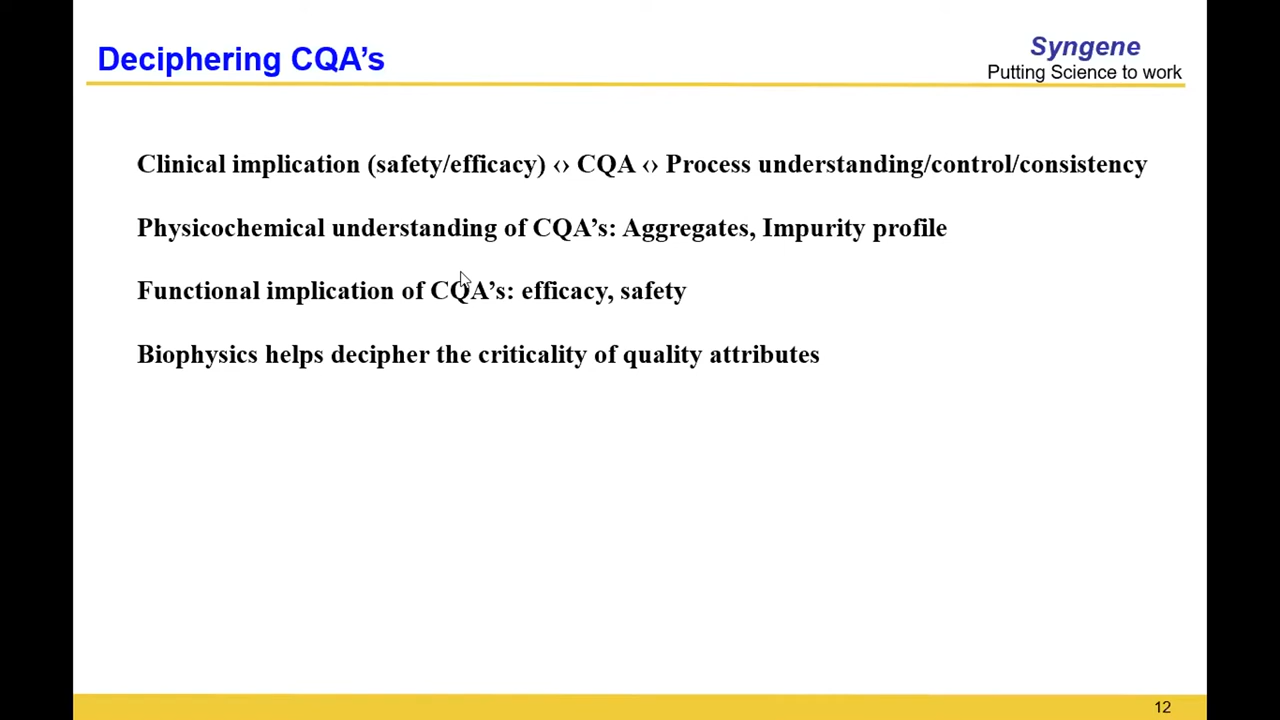 Deciphering CQA’s
Syngene
Putting Science to work
Clinical implication (safety/efficacy) ‹› CQA ‹› Process understanding/control/consistency
Physicochemical understanding of CQA’s: Aggregates, Impurity profile
Functional implication of CQA’s: efficacy, safety
Biophysics helps decipher the criticality of quality attributes
12